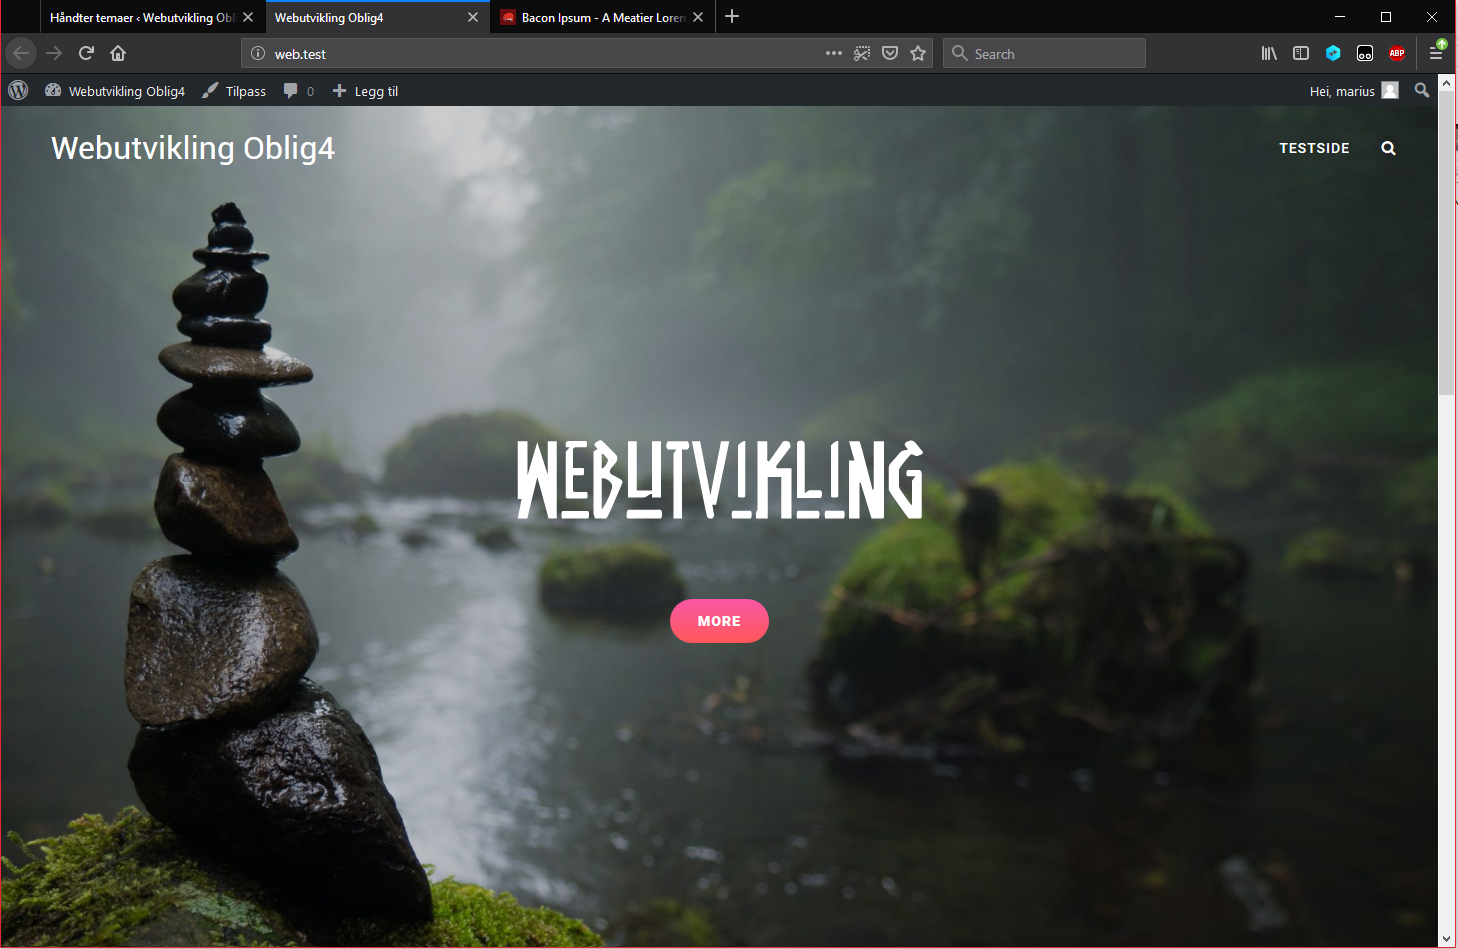 Håndter temaer ‹ Webutvikling Obl
Webutvikling Oblig4
Bacon Ipsum - A Meatier Lorem
web.test
Search
ABP
Webutvikling Oblig4
Tilpass
0
Legg til
Hei, marius
Webutvikling Oblig4
TESTSIDE
WEBUTVIKLING
MORE